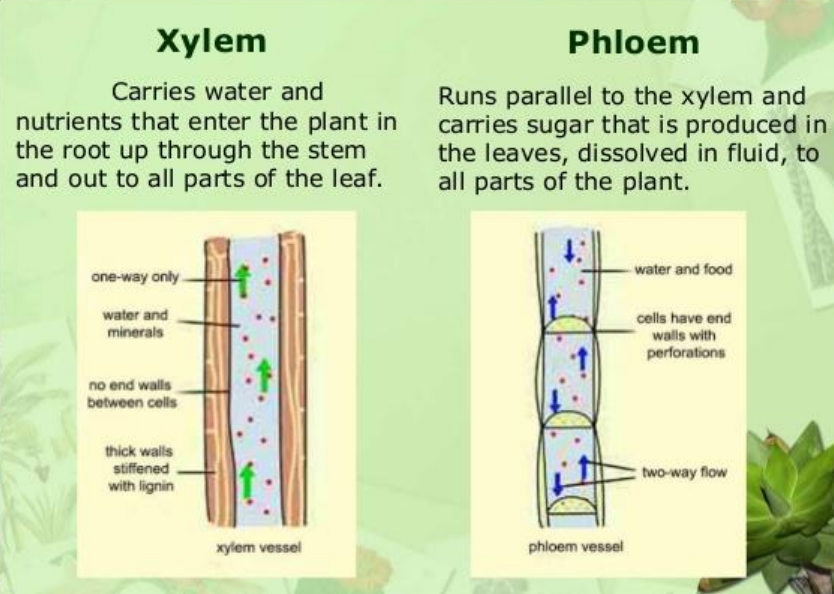 Xylem
Carries water and
nutrients that enter the plant in
the root up through the stem
and out to all parts of the leaf.
one-way only
water and
minerals
no end walls
between cells
thick walls
stiffened
with lignin
xylem vessel
Phloem
Runs parallel to the xylem and
carries sugar that is produced in
the leaves, dissolved in fluid, to
all parts of the plant.
water and food
cells have end
walls with
perforations
two-way flow
phloem vessel